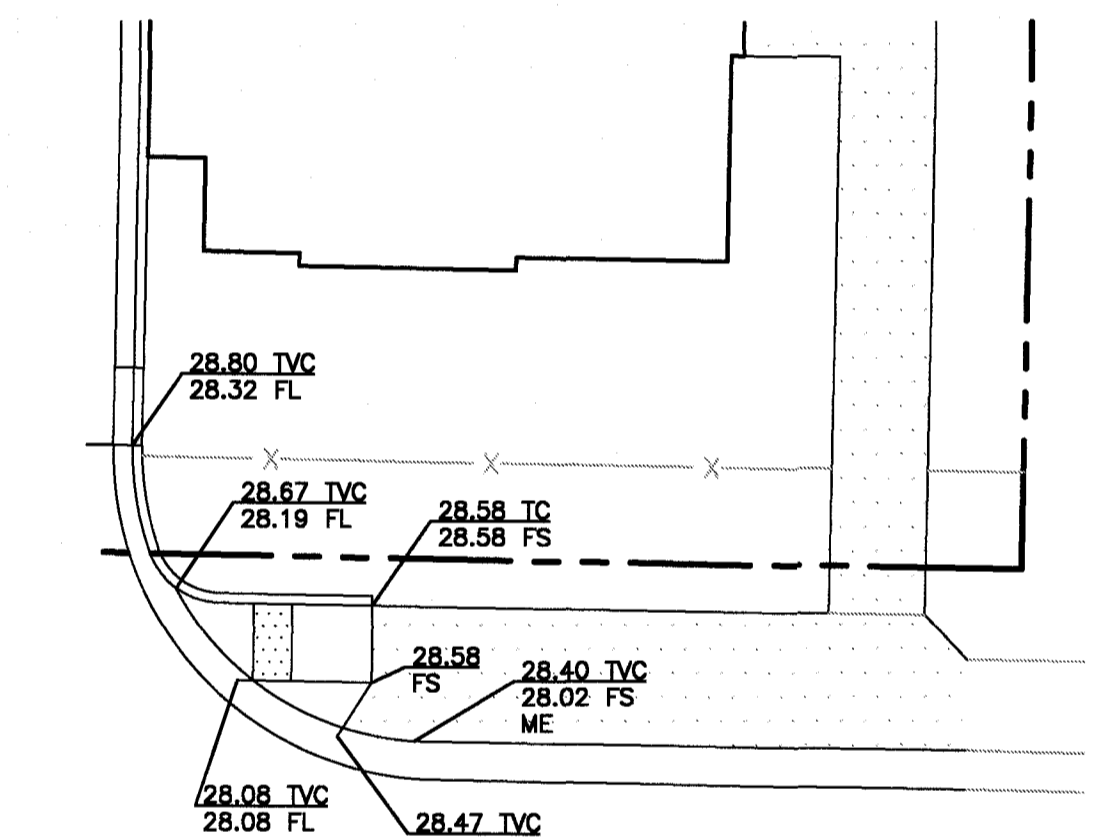 28.80 TVC
28.32 FL
28.67 TVC
28.19 FL
28.58 TC
28.58 FS
28.58
FS
28.40 TVC
28.02 FS
ME
28.08 TVC
28.08 FL
28.47 TVC